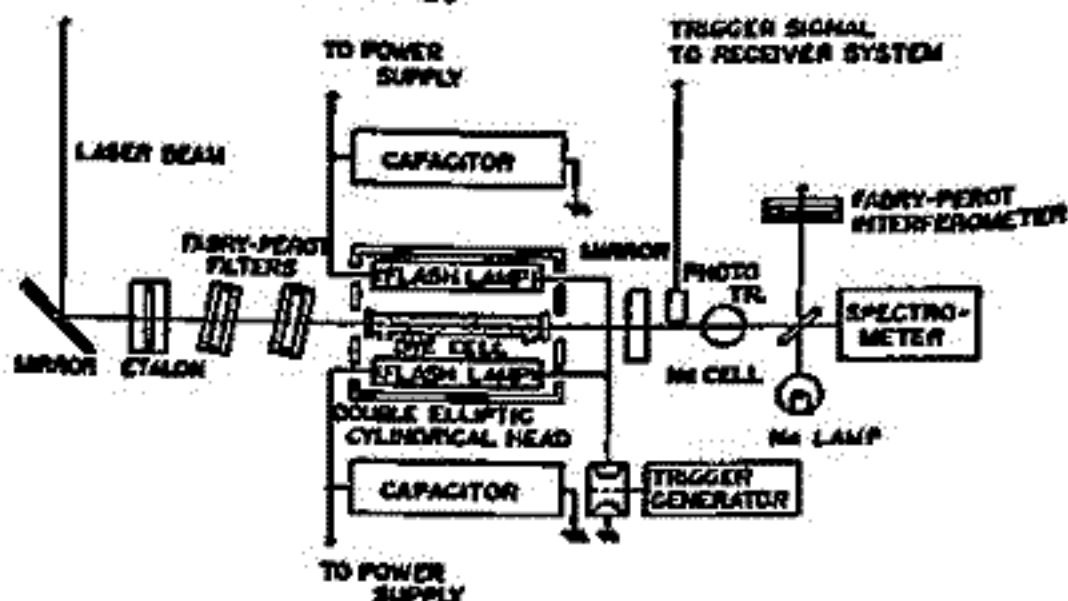 TRIGGER SIGNAL
TO RECEIVER SYSTEM
TO POWER
SUPPLY
LASER BEAM
CAPACITOR
FABRY-PEROT
INTERFEROMETER
FABRY-PEROT
FILTERS
MIRROR
FLASH LAMP
PHOTO
TR.
SPECTRO-
METER
DYE CELL
MIRROR
ETALON
FLASH LAMP
Na CELL
DOUBLE ELLIPTIC
CYLINDRICAL HEAD
Na LAMP
CAPACITOR
TRIGGER
GENERATOR
TO POWER
SUPPLY